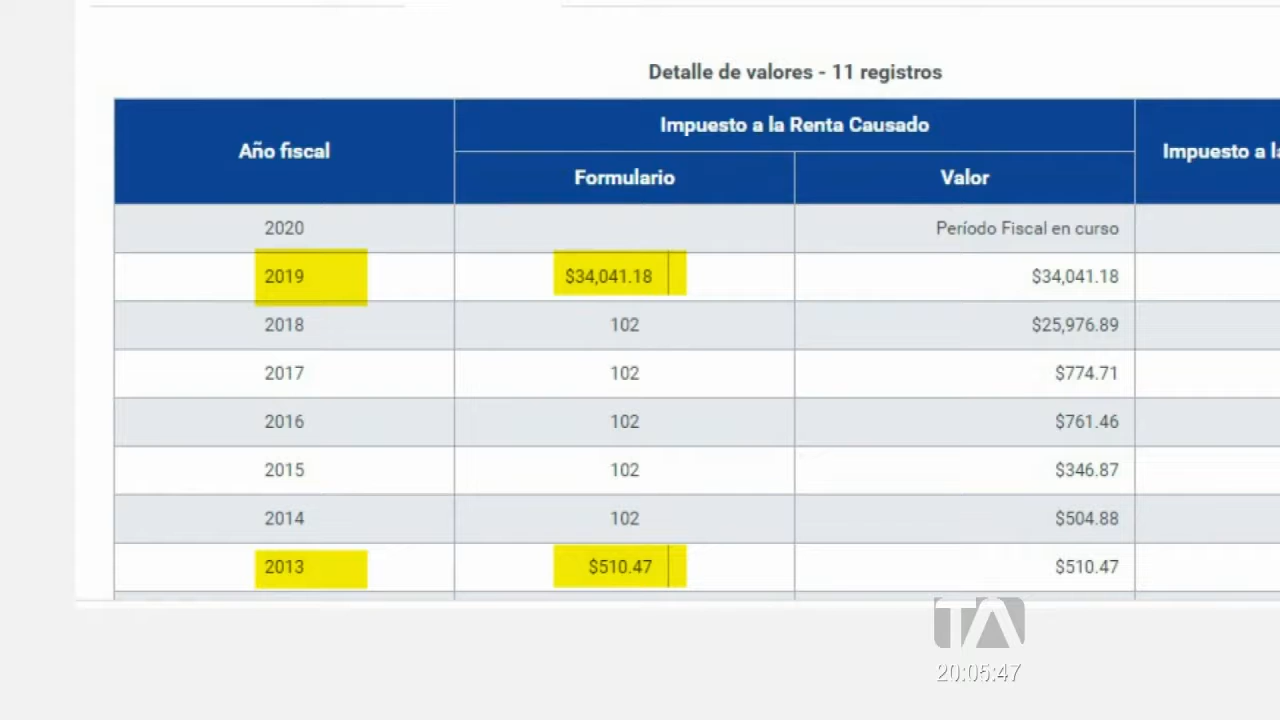 Detalle de valores - 11 registros
Año fiscal
Impuesto a la Renta Causado
Impuesto a la
Formulario
Valor
2020
Período Fiscal en curso
2019
$34,041.18
$34,041.18
2018
102
$25,976.89
2017
102
$774.71
2016
102
$761.46
2015
102
$346.87
2014
102
$504.88
2013
$510.47
$510.47
TA
20:05:47